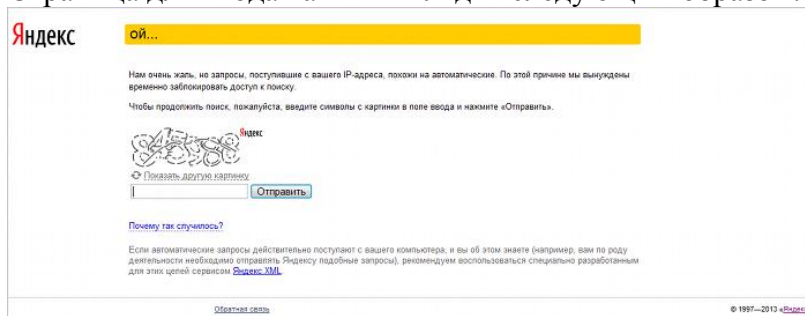 Яндекс
ой...
Нам очень жаль, но запросы, поступившие с вашего IP-адреса, похожи на автоматические. По этой причине мы вынуждены
временно заблокировать доступ к поиску.
Чтобы продолжить поиск, пожалуйста, введите символы с картинки в поле ввода и нажмите «Отправить».
Яндекс
Показать другую картинку
Отправить
Почему так случилось?
Если автоматические запросы действительно поступают с вашего компьютера, и вы об этом знаете (например, вам по роду
деятельности необходимо отправлять Яндексу подобные запросы), рекомендуем воспользоваться специально разработанным
для этих целей сервисом Яндекс.XML.
Обратная связь
© 1997—2013 «Яндекс